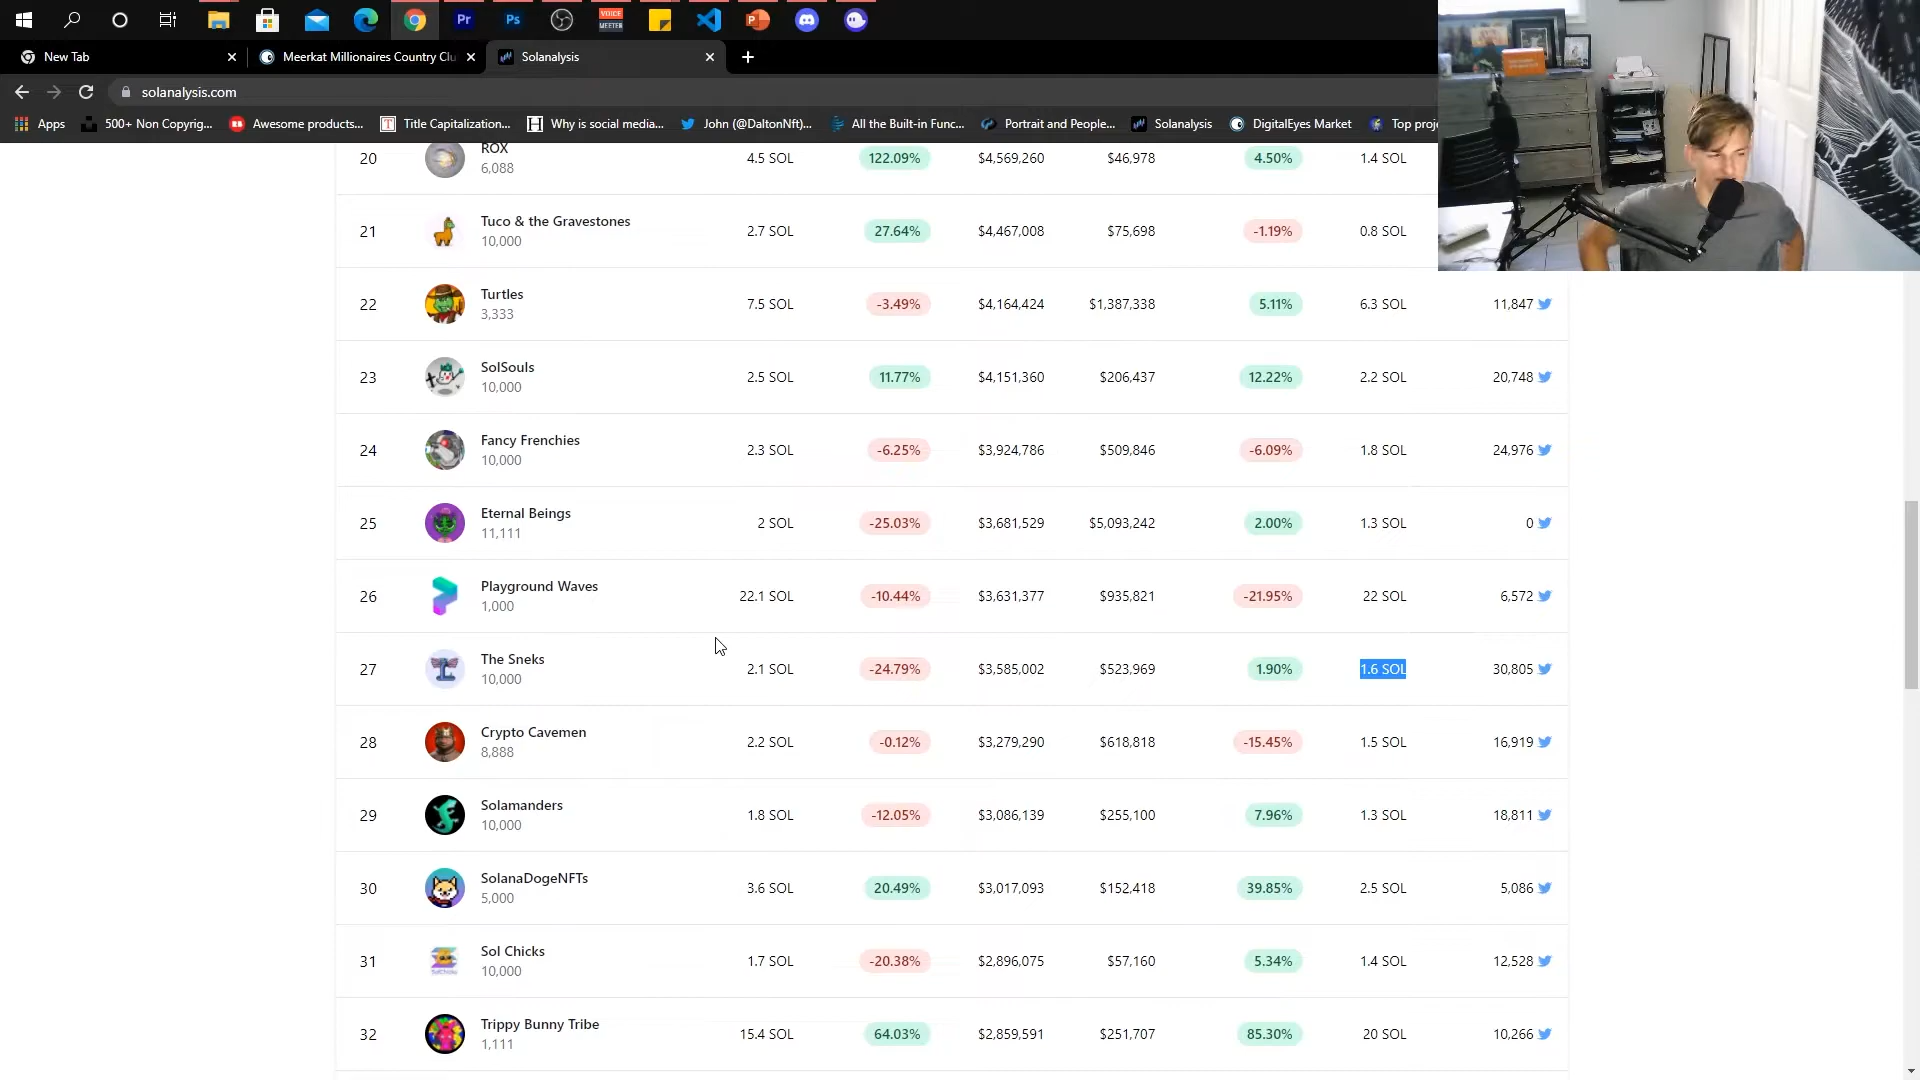 Pr
Ps
VOICE
MEETER
New Tab
Meerkat Millionaires Country Clu
Solanalysis
solanalysis.com
Apps
500+ Non Copyrig...
Awesome products...
Title Capitalization...
Why is social media...
John (@DaltonNft)...
All the Built-in Func...
Portrait and People...
Solanalysis
DigitalEyes Market
Top proj
20 ROX 4.5 SOL 122.09% $4,569,260 $46,978 4.50% 1.4 SOL
6,088
21 Tuco & the Gravestones 2.7 SOL 27.64% $4,467,008 $75,698 -1.19% 0.8 SOL
10,000
22 Turtles 7.5 SOL -3.49% $4,164,424 $1,387,338 5.11% 6.3 SOL 11,847
3,333
23 SolSouls 2.5 SOL 11.77% $4,151,360 $206,437 12.22% 2.2 SOL 20,748
10,000
24 Fancy Frenchies 2.3 SOL -6.25% $3,924,786 $509,846 -6.09% 1.8 SOL 24,976
10,000
25 Eternal Beings 2 SOL -25.03% $3,681,529 $5,093,242 2.00% 1.3 SOL 0
11,111
26 Playground Waves 22.1 SOL -10.44% $3,631,377 $935,821 -21.95% 22 SOL 6,572
1,000
27 The Sneks 2.1 SOL -24.79% $3,585,002 $523,969 1.90% 1.6 SOL 30,805
10,000
28 Crypto Cavemen 2.2 SOL -0.12% $3,279,290 $618,818 -15.45% 1.5 SOL 16,919
8,888
29 Solamanders 1.8 SOL -12.05% $3,086,139 $255,100 7.96% 1.3 SOL 18,811
10,000
30 SolanaDogeNFTs 3.6 SOL 20.49% $3,017,093 $152,418 39.85% 2.5 SOL 5,086
5,000
31 Sol Chicks 1.7 SOL -20.38% $2,896,075 $57,160 5.34% 1.4 SOL 12,528
10,000
32 Trippy Bunny Tribe 15.4 SOL 64.03% $2,859,591 $251,707 85.30% 20 SOL 10,266
1,111